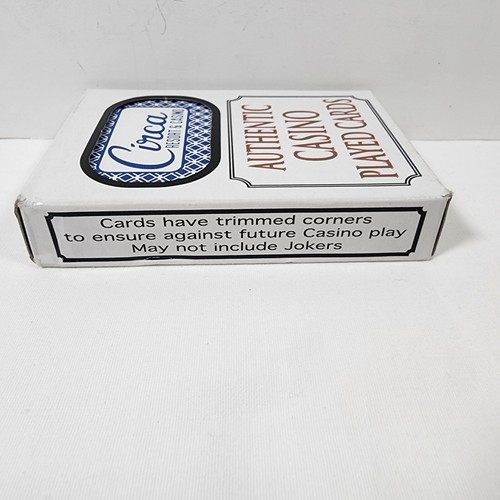 Circa
RESORT & CASINO
AUTHENTIC
CASINO
PLAYED CARDS
Cards have trimmed corners
to ensure against future Casino play
May not include Jokers